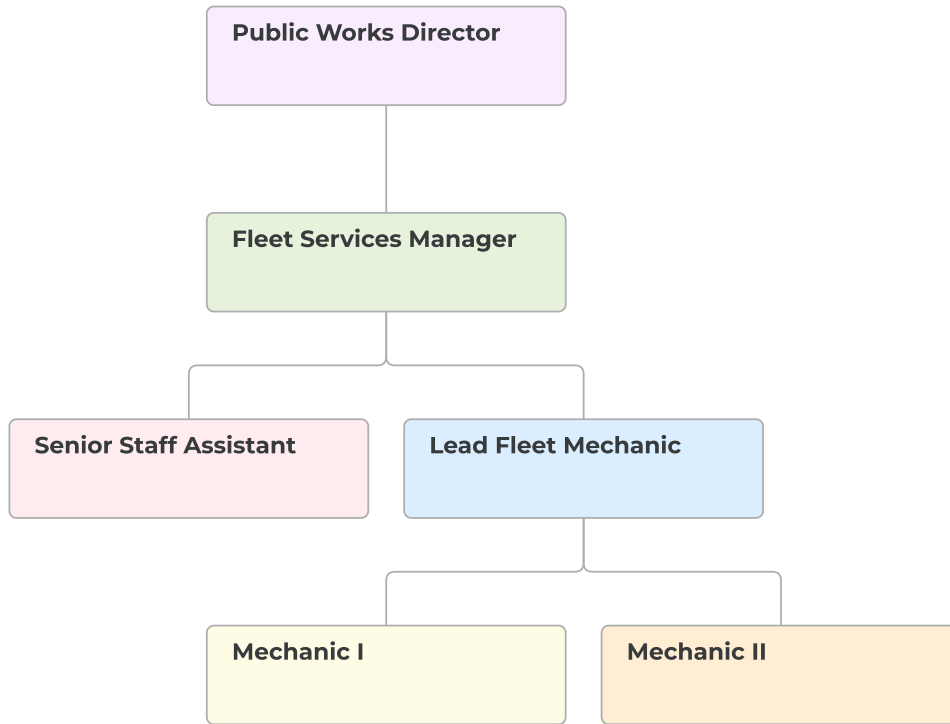 Public Works Director
Fleet Services Manager
Senior Staff Assistant
Lead Fleet Mechanic
Mechanic I
Mechanic II